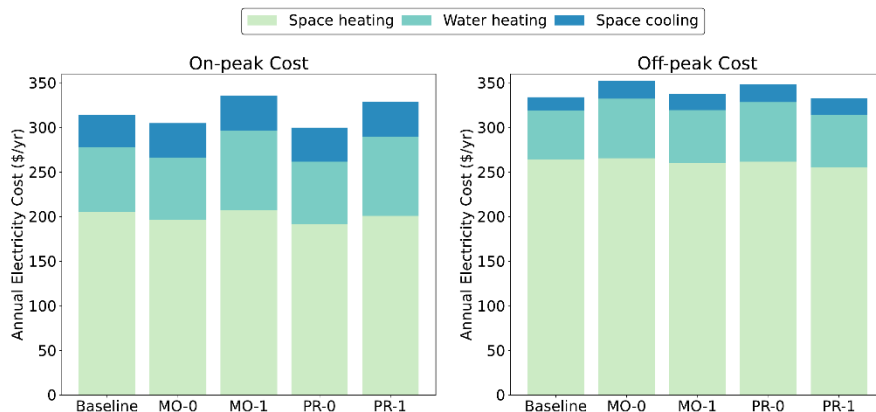 Space heating Water heating Space cooling
On-peak Cost
Annual Electricity Cost ($/yr)
350
300
250
200
150
100
50
0
Baseline MO-0 MO-1 PR-0 PR-1
Off-peak Cost
Annual Electricity Cost ($/yr)
350
300
250
200
150
100
50
0
Baseline MO-0 MO-1 PR-0 PR-1